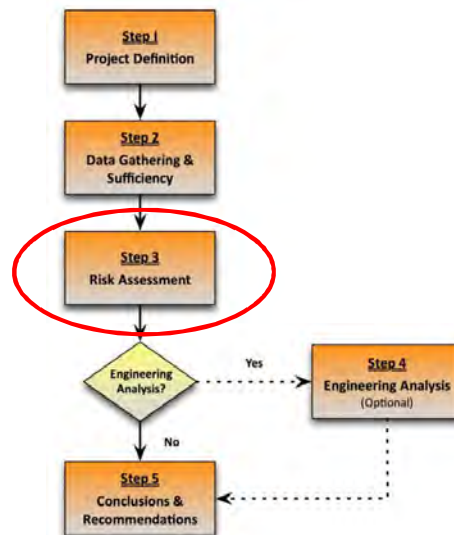 Step 1
Project Definition
Step 2
Data Gathering &
Sufficiency
Step 3
Risk Assessment
Engineering
Analysis?
Yes
Step 4
Engineering Analysis
(Optional)
No
Step 5
Conclusions &
Recommendations